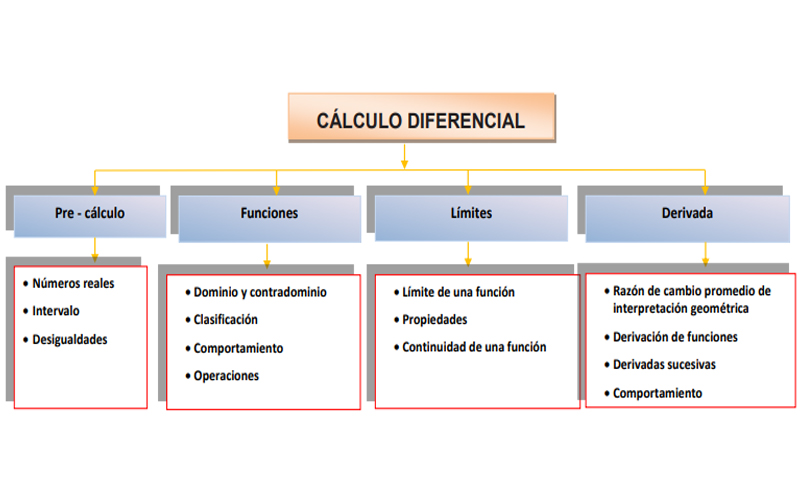 CÁLCULO DIFERENCIAL
Pre - cálculo
Funciones
Límites
Derivada
• Números reales
• Intervalo
• Desigualdades
• Dominio y contradominio
• Clasificación
• Comportamiento
• Operaciones
• Límite de una función
• Propiedades
• Continuidad de una función
• Razón de cambio promedio de
interpretación geométrica
• Derivación de funciones
• Derivadas sucesivas
• Comportamiento